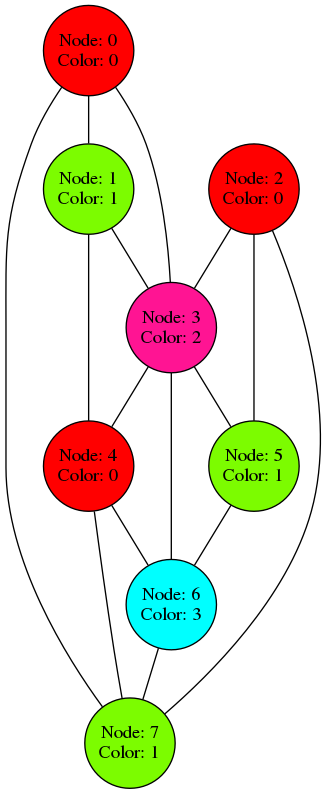 Node: 0
Color: 0
Node: 1
Color: 1
Node: 2
Color: 0
Node: 3
Color: 2
Node: 4
Color: 0
Node: 5
Color: 1
Node: 6
Color: 3
Node: 7
Color: 1